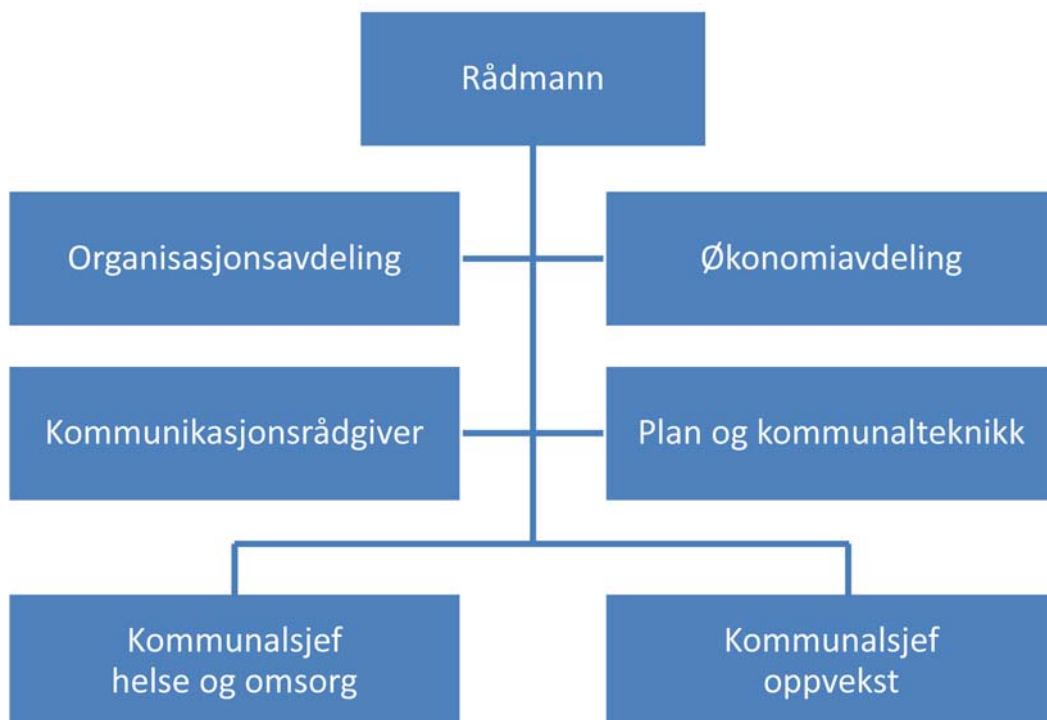 Rådmann
Organisasjonsavdeling
Økonomiavdeling
Kommunikasjonsrådgiver
Plan og kommunalteknikk
Kommunalsjef
helse og omsorg
Kommunalsjef
oppvekst